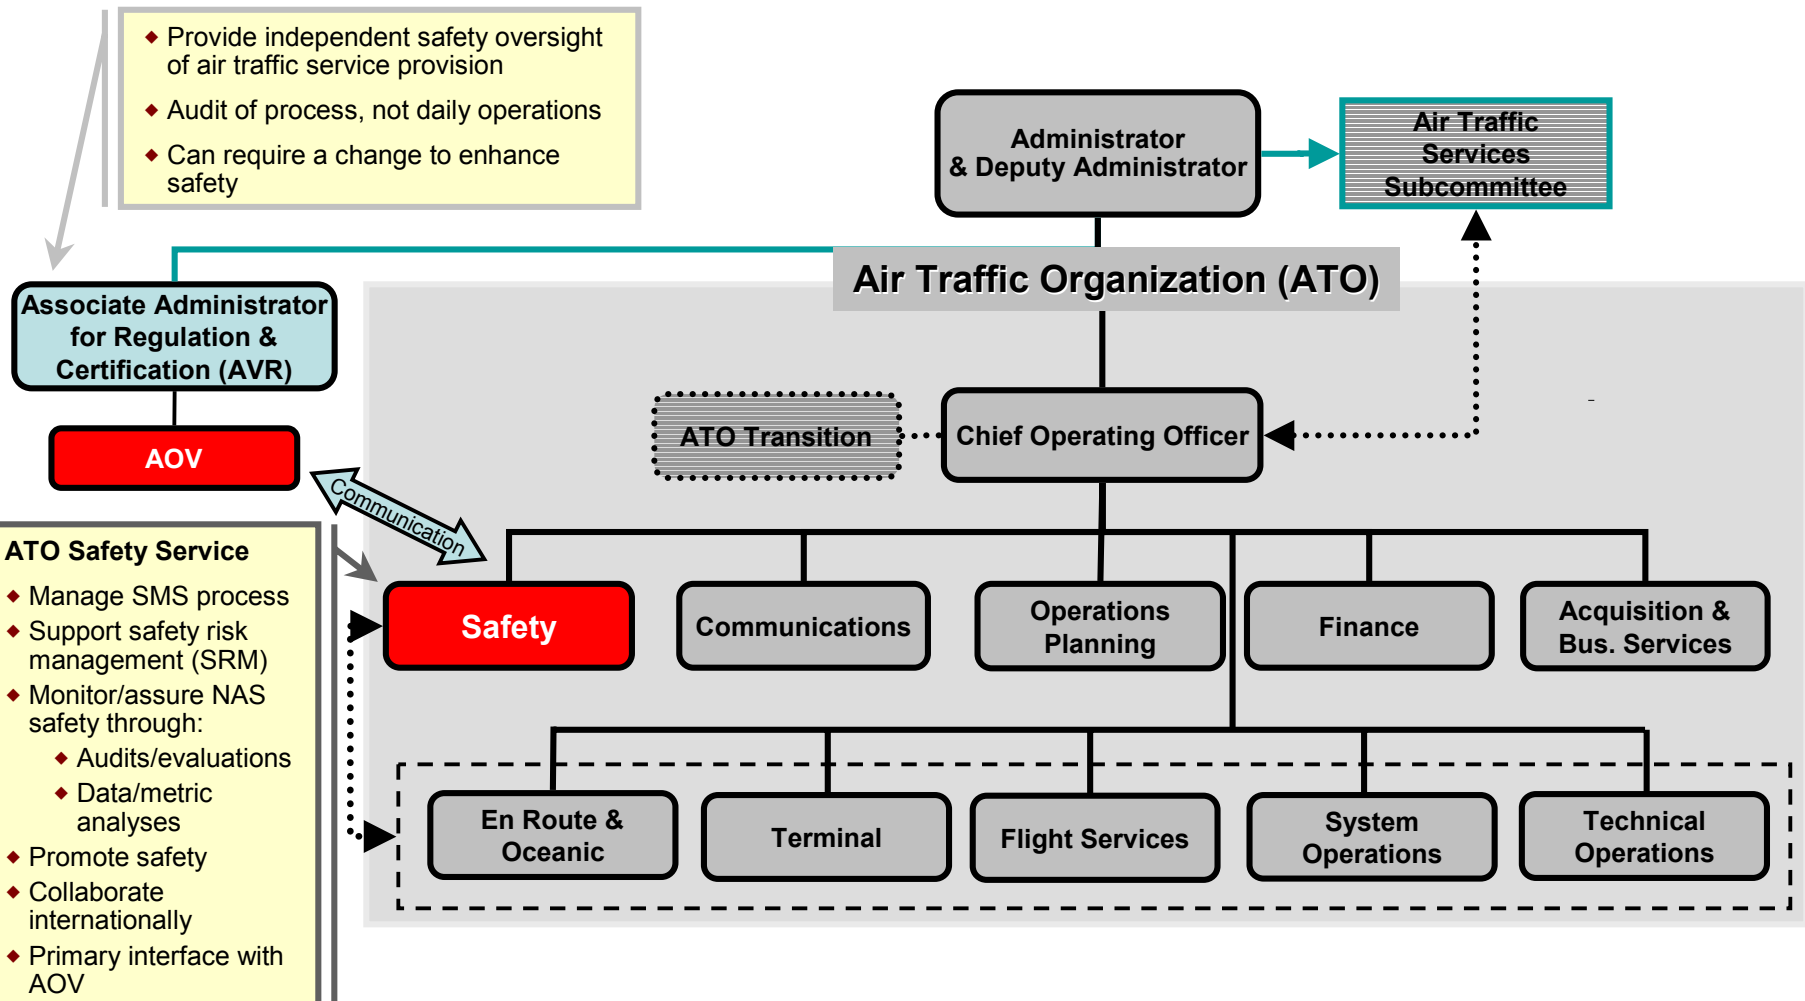 Provide independent safety oversight
of air traffic service provision
Audit of process, not daily operations
Can require a change to enhance
safety
Administrator
& Deputy Administrator
Air Traffic
Services
Subcommittee
Air Traffic Organization (ATO)
Associate Administrator
for Regulation &
Certification (AVR)
AOV
Communication
ATO Transition
Chief Operating Officer
ATO Safety Service
Manage SMS process
Support safety risk
management (SRM)
Monitor/assure NAS
safety through:
Audits/evaluations
Data/metric
analyses
Promote safety
Collaborate
internationally
Primary interface with
AOV
Safety
Communications
Operations
Planning
Finance
Acquisition &
Bus. Services
En Route &
Oceanic
Terminal
Flight Services
System
Operations
Technical
Operations